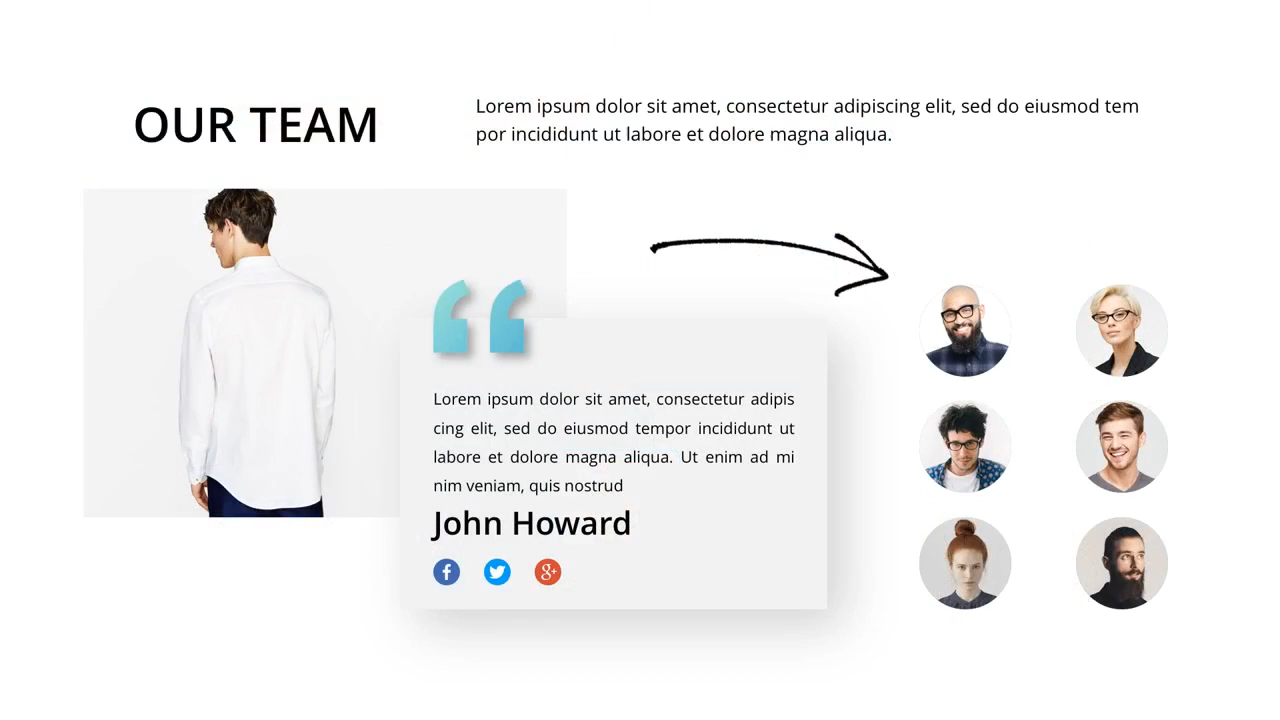 OUR TEAM
Lorem ipsum dolor sit amet, consectetur adipiscing elit, sed do eiusmod tem
por incididunt ut labore et dolore magna aliqua.
“
Lorem ipsum dolor sit amet, consectetur adipis
cing elit, sed do eiusmod tempor incididunt ut
labore et dolore magna aliqua. Ut enim ad mi
nim veniam, quis nostrud
John Howard
f g+